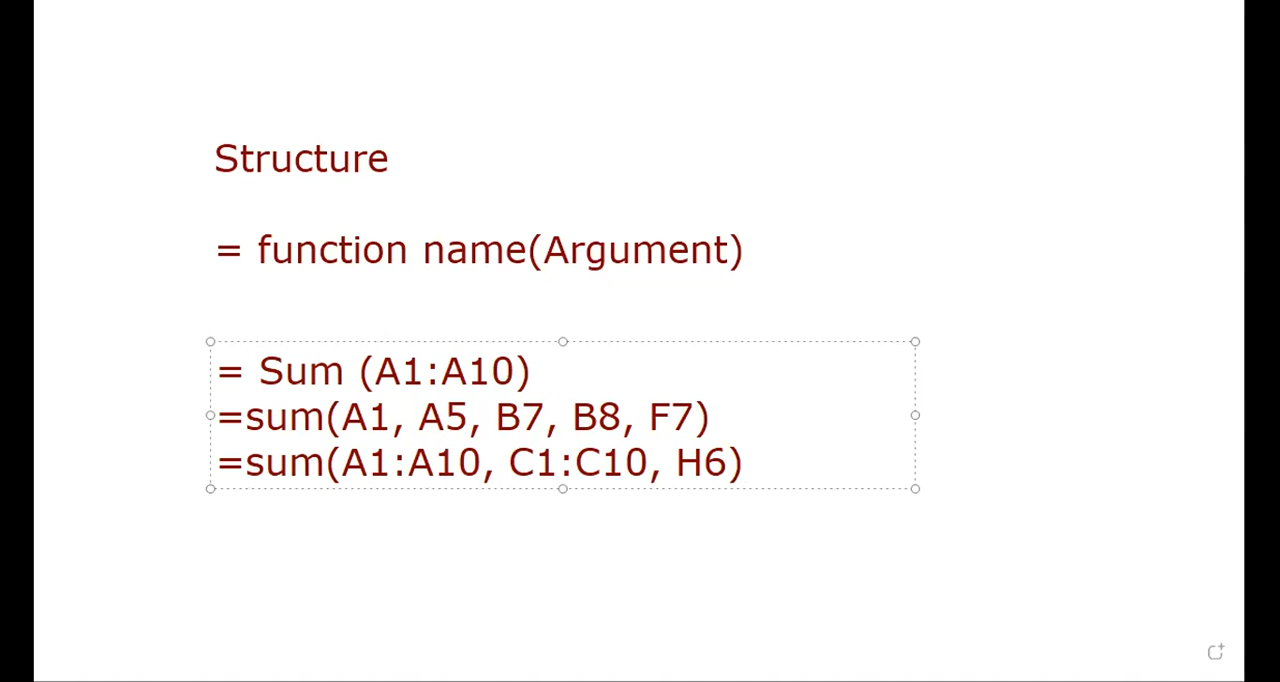 Structure
= function name(Argument)
= Sum (A1:A10)
=sum(A1, A5, B7, B8, F7)
=sum(A1:A10, C1:C10, H6)